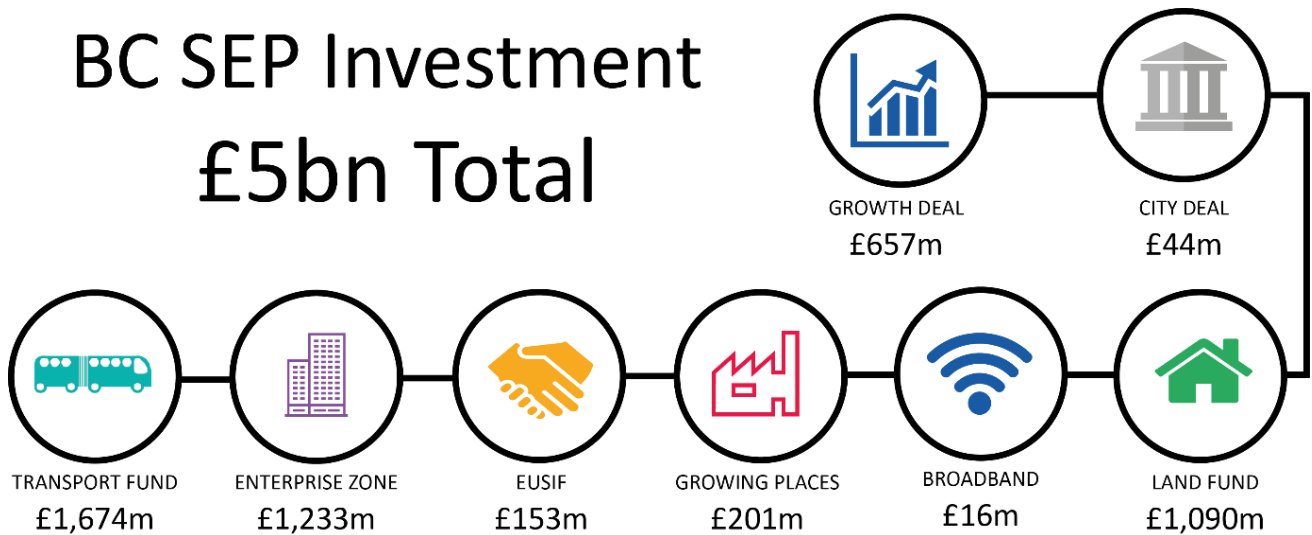 BC SEP Investment
£5bn Total
GROWTH DEAL
£657m
CITY DEAL
£44m
TRANSPORT FUND
£1,674m
ENTERPRISE ZONE
£1,233m
EUSIF
£153m
GROWING PLACES
£201m
BROADBAND
£16m
LAND FUND
£1,090m